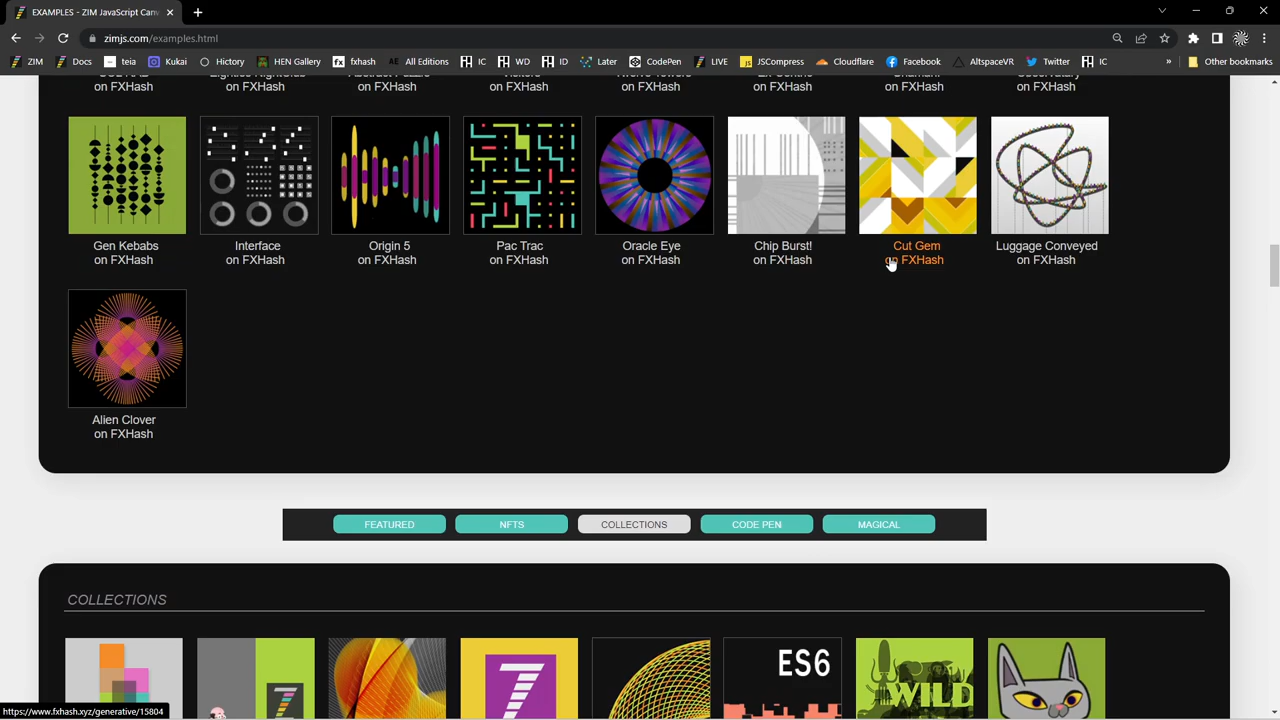 EXAMPLES - ZIM JavaScript Canv
zimjs.com/examples.html
ZIM
Docs
teia
Kukai
Hictory
HEN Gallery
fxhash
All Editions
IC
WD
ID
Later
CodePen
LIVE
JSCompress
Cloudflare
Facebook
AltspaceVR
Twitter
IC
»
Other bookmarks
on FXHash
on FXHash
on FXHash
on FXHash
on FXHash
on FXHash
on FXHash
on FXHash
Gen Kebabs
on FXHash
Interface
on FXHash
Origin 5
on FXHash
Pac Trac
on FXHash
Oracle Eye
on FXHash
Chip Burst!
on FXHash
Cut Gem
on FXHash
Luggage Conveyed
on FXHash
Alien Clover
on FXHash
FEATURED
NFTS
COLLECTIONS
CODE PEN
MAGICAL
COLLECTIONS
ES6
WILD
https://www.fxhash.xyz/generative/15804